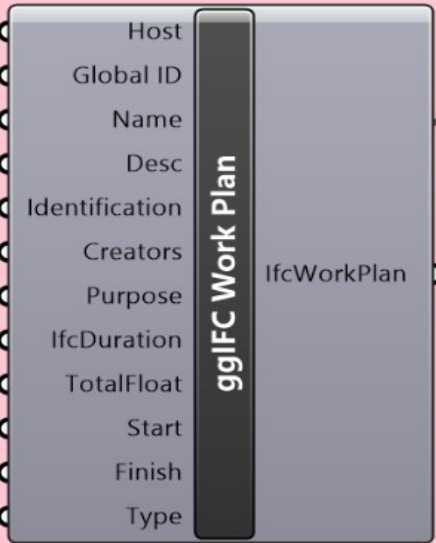 Host
Global ID
Name
Desc
Identification
Creators
Purpose
IfcDuration
TotalFloat
Start
Finish
Type
ggIFC Work Plan
IfcWorkPlan